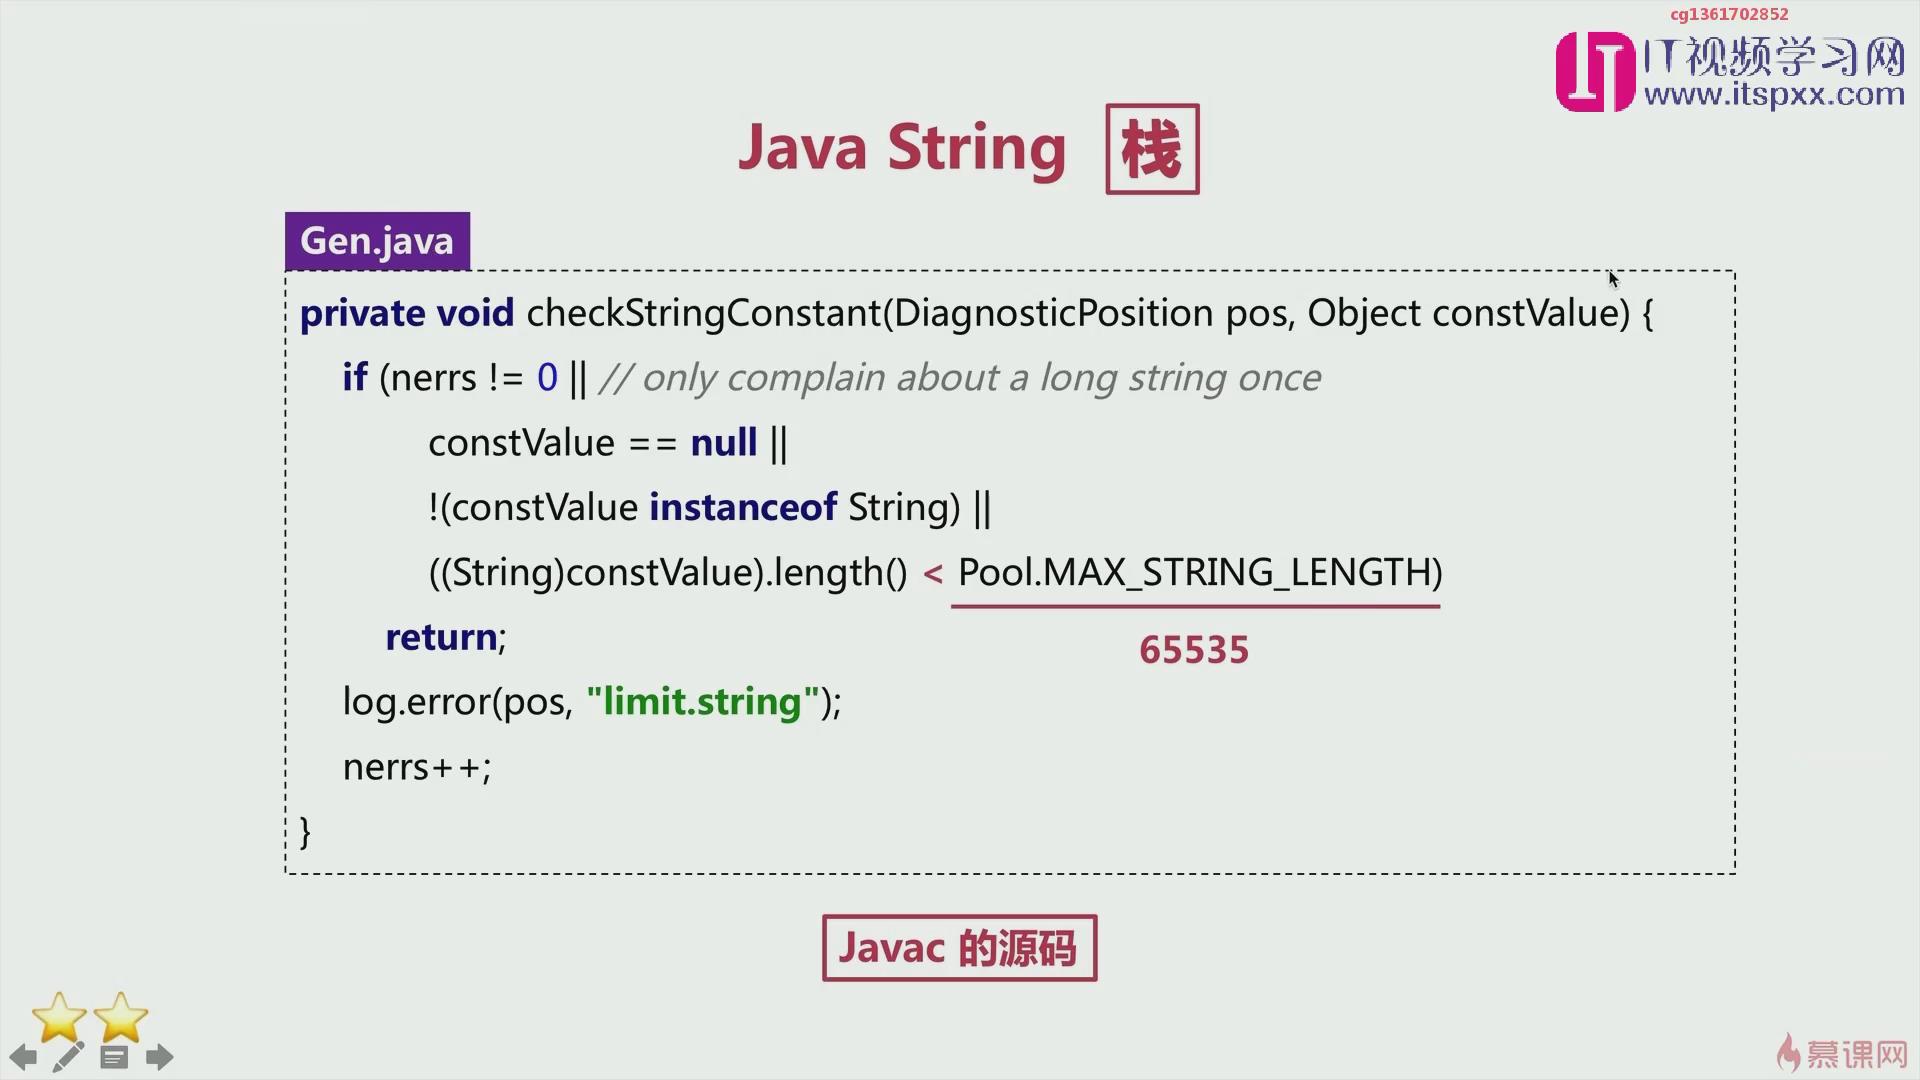 cg1361702852
IT视频学习网
www.itspxx.com
Java String 栈
Gen.java
private void checkStringConstant(DiagnosticPosition pos, Object constValue) {
if (nerrs != 0 || // only complain about a long string once
constValue == null ||
!(constValue instanceof String) ||
((String)constValue).length() < Pool.MAX_STRING_LENGTH)
65535
return;
log.error(pos, "limit.string");
nerrs++;
}
Javac 的源码
慕课网